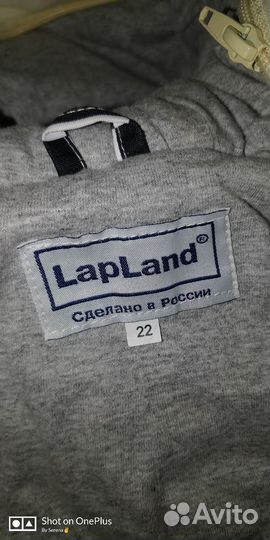 LapLand®
Сделано в России
22
Shot on OnePlus
By Serena✌
Avito